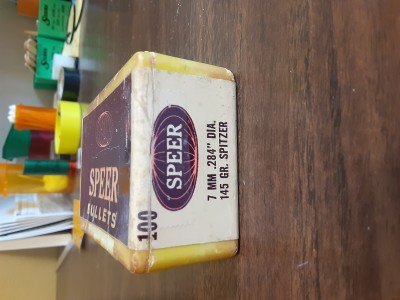 SPEER
7 MM .284" DIA.
145 GR. SPITZER
SPEER
BULLETS
100